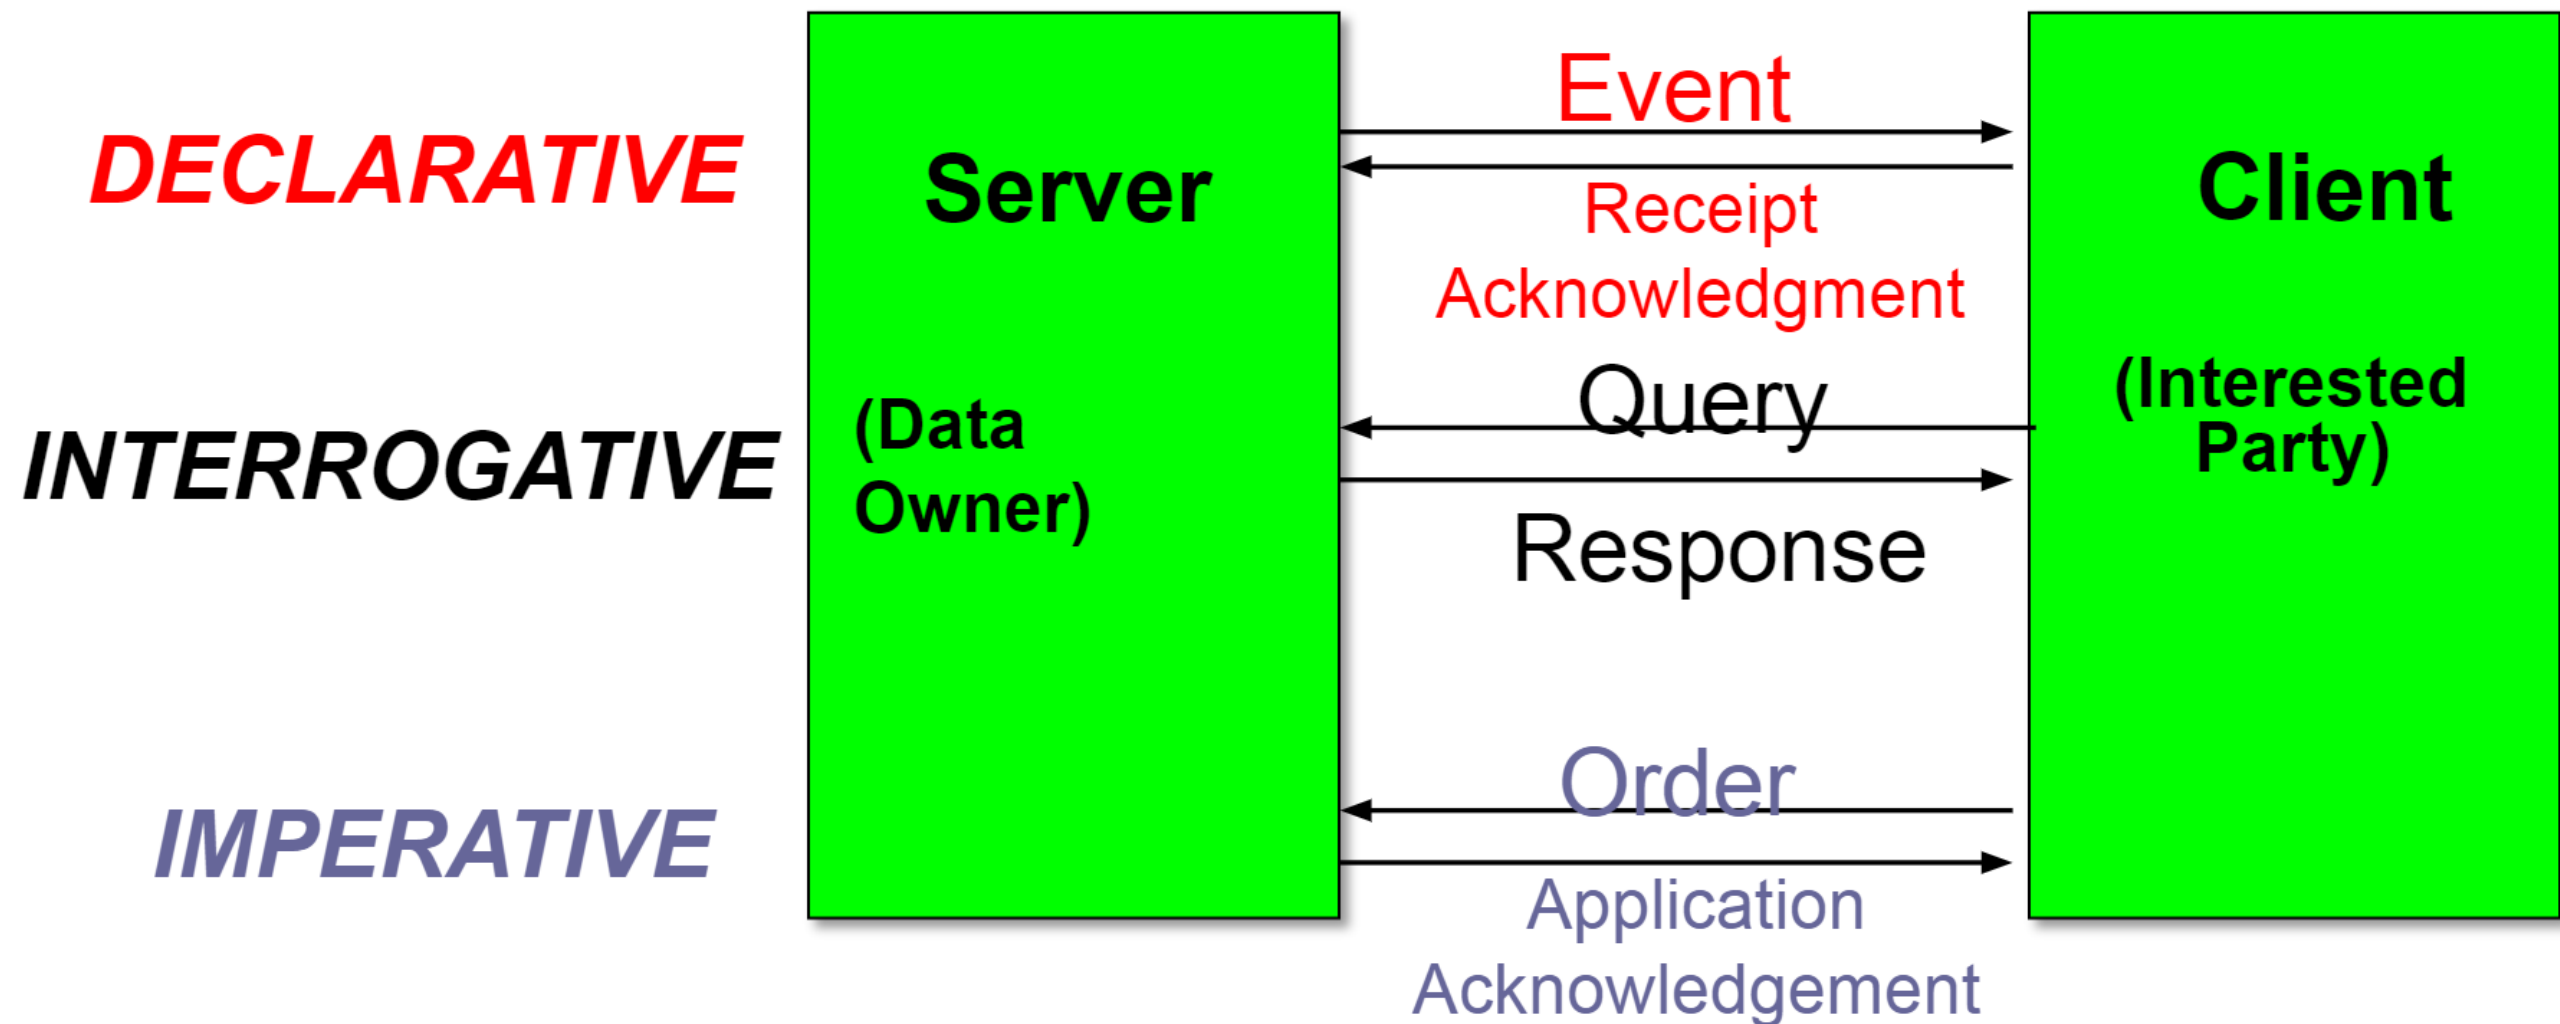 DECLARATIVE
INTERROGATIVE
IMPERATIVE
Server
(Data
Owner)
Event
Receipt
Acknowledgment
Query
Response
Order
Application
Acknowledgement
Client
(Interested
Party)